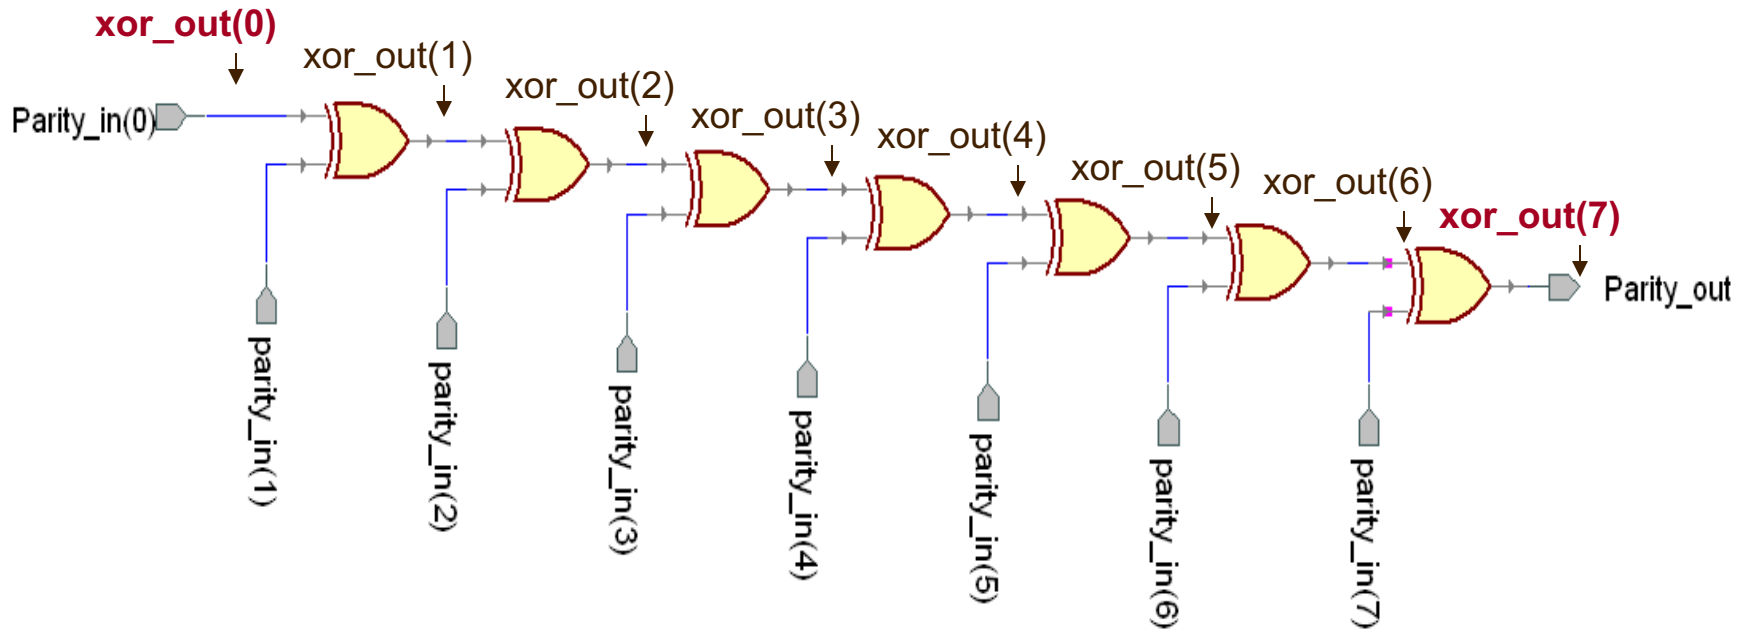 xor_out(0)
xor_out(1)
xor_out(2)
xor_out(3)
xor_out(4)
xor_out(5)
xor_out(6)
xor_out(7)
Parity_in(0)
Parity_out
parity_in(1)
parity_in(2)
parity_in(3)
parity_in(4)
parity_in(5)
parity_in(6)
parity_in(7)